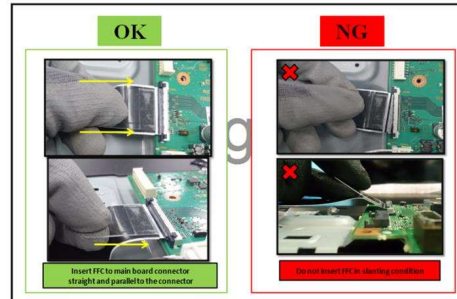 OK
NG
g
Insert FFC to main board connector
straight and parallel to the connector
Do not insert FFC in slanting condition